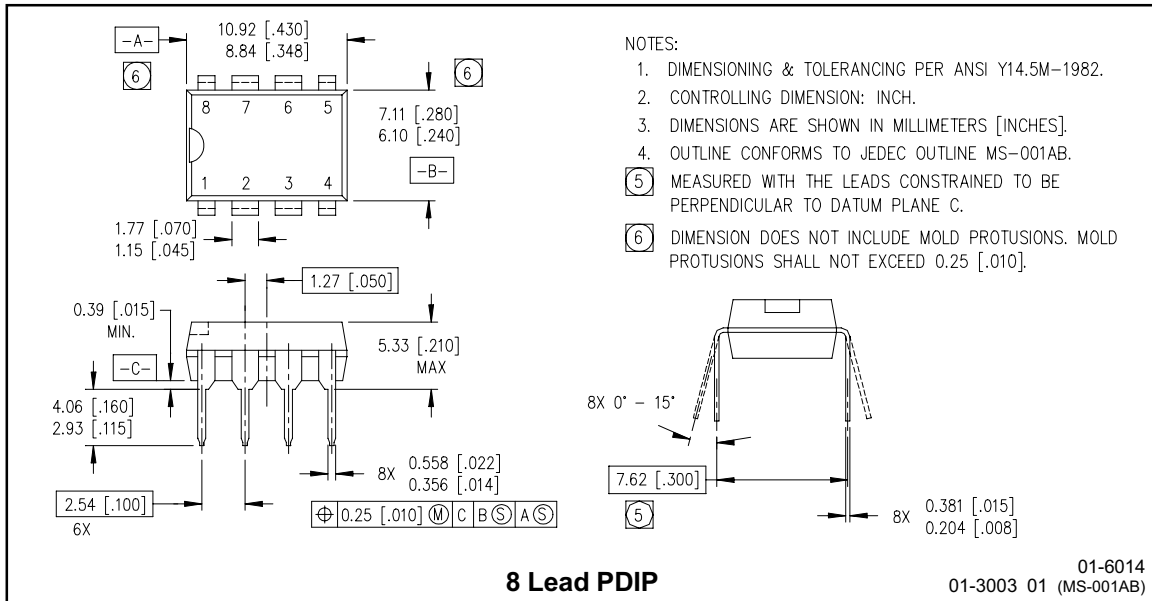 -A-
10.92 [.430]
8.84 [.348]
6
6
8 7 6 5
1 2 3 4
7.11 [.280]
6.10 [.240]
-B-
1.77 [.070]
1.15 [.045]
1.27 [.050]
0.39 [.015]
MIN.
-C-
5.33 [.210]
MAX
4.06 [.160]
2.93 [.115]
2.54 [.100]
6X
8X 0.558 [.022]
0.356 [.014]
⌖ 0.25 [.010] Ⓜ C B Ⓢ A Ⓢ
NOTES:
1. DIMENSIONING & TOLERANCING PER ANSI Y14.5M-1982.
2. CONTROLLING DIMENSION: INCH.
3. DIMENSIONS ARE SHOWN IN MILLIMETERS [INCHES].
4. OUTLINE CONFORMS TO JEDEC OUTLINE MS-001AB.
5 MEASURED WITH THE LEADS CONSTRAINED TO BE
PERPENDICULAR TO DATUM PLANE C.
6 DIMENSION DOES NOT INCLUDE MOLD PROTUSIONS. MOLD
PROTUSIONS SHALL NOT EXCEED 0.25 [.010].
8X 0° - 15°
7.62 [.300]
5
8X 0.381 [.015]
0.204 [.008]
8 Lead PDIP
01-6014
01-3003 01 (MS-001AB)